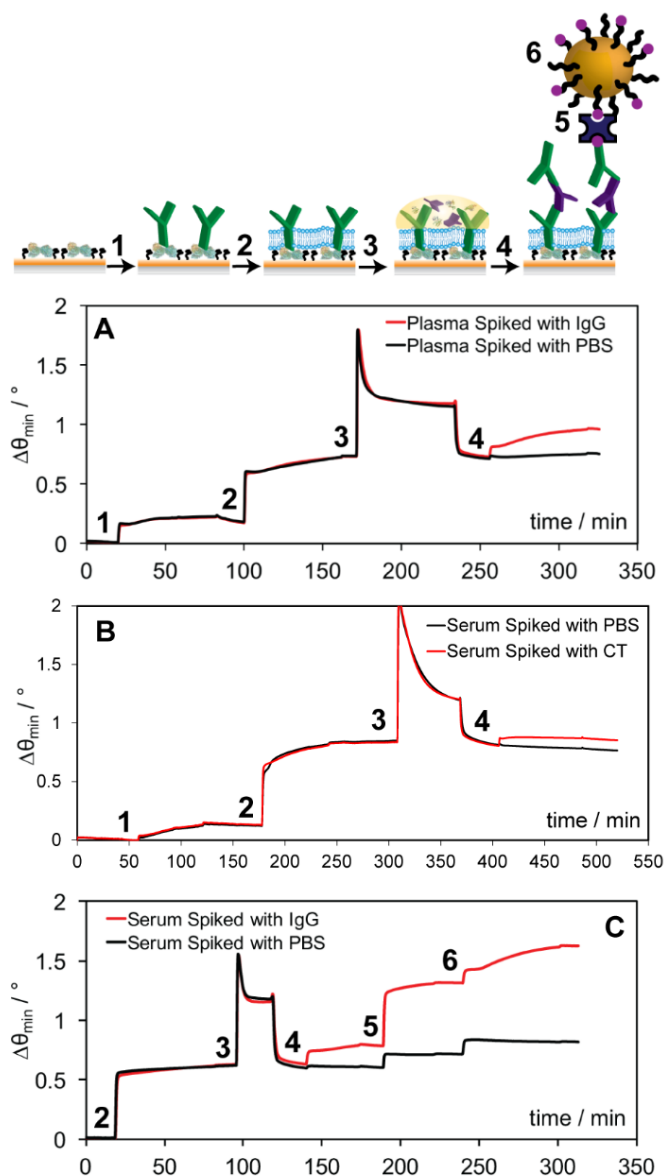 6
5
1
2
3
4
A
Plasma Spiked with IgG
Plasma Spiked with PBS
Δθmin / °
2
1.5
1
0.5
0
1
2
3
4
time / min
0 50 100 150 200 250 300 350
B
Serum Spiked with PBS
Serum Spiked with CT
Δθmin / °
2
1.5
1
0.5
0
1
2
3
4
time / min
0 50 100 150 200 250 300 350 400 450 500 550
Serum Spiked with IgG
Serum Spiked with PBS
C
Δθmin / °
2
1.5
1
0.5
0
2
3
4
5
6
time / min
0 50 100 150 200 250 300 350